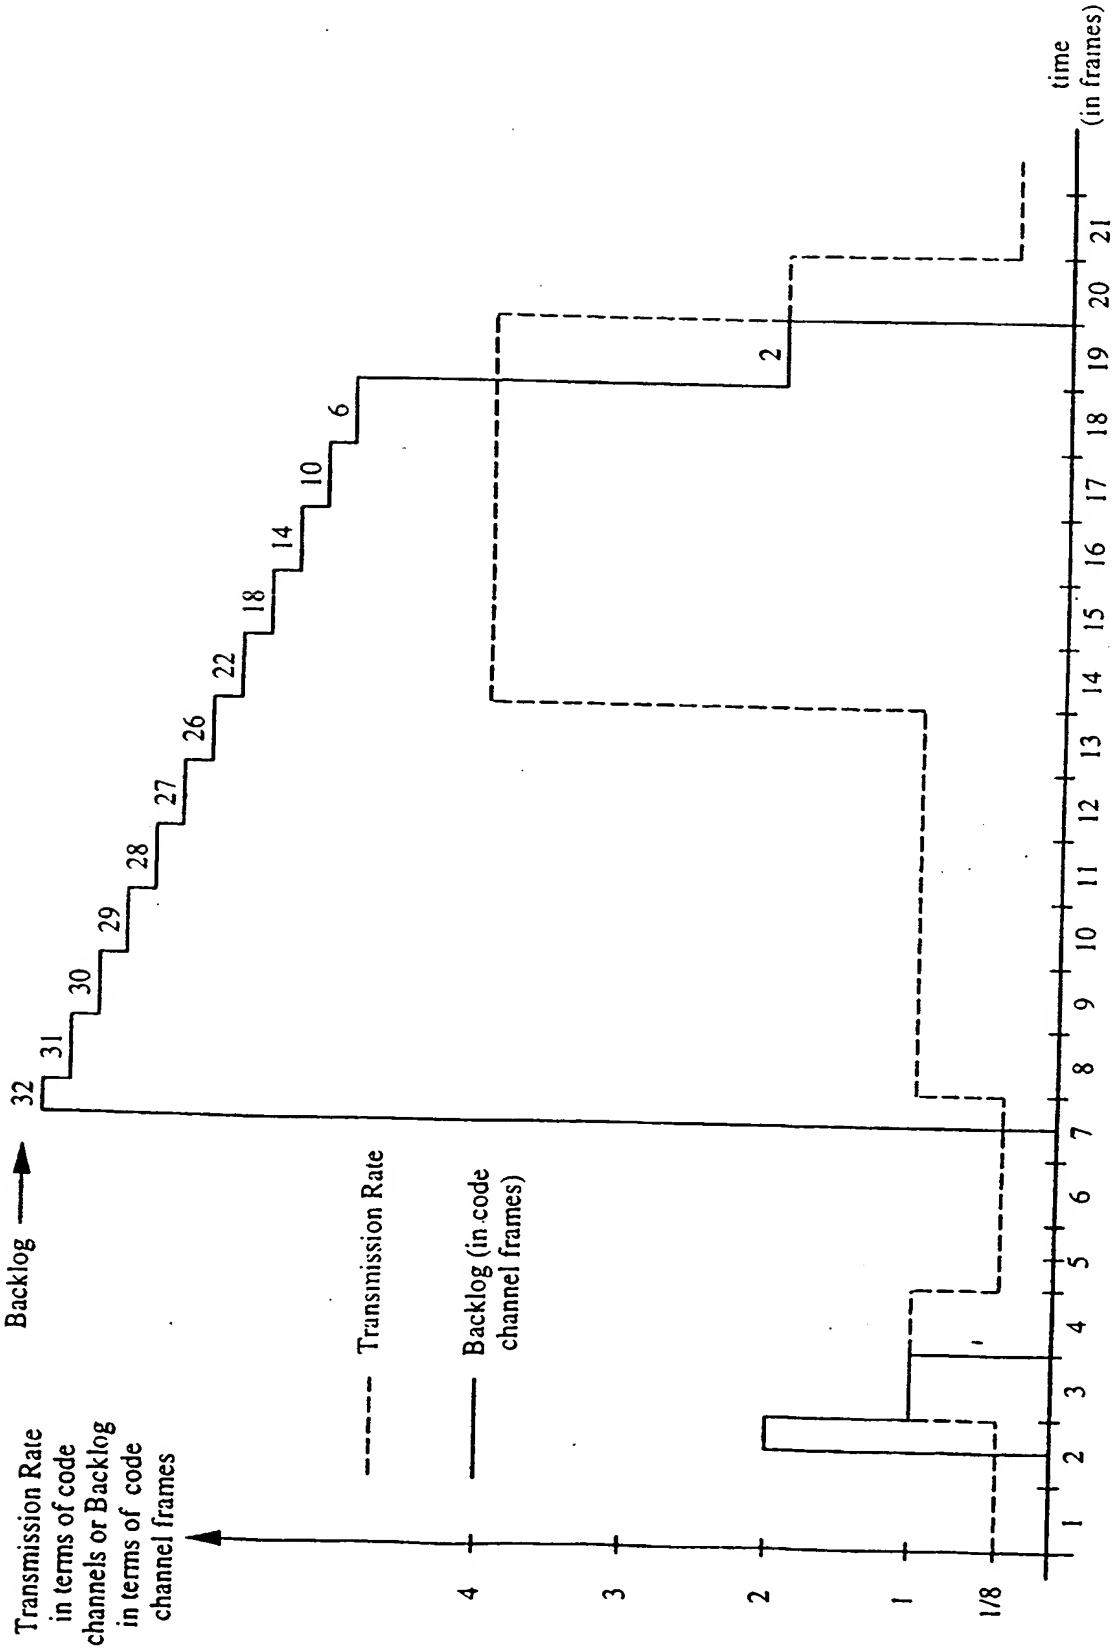 Transmission Rate
in terms of code
channels or Backlog
in terms of code
channel frames
Backlog
Transmission Rate
Backlog (in code
channel frames)
32
31
30
29
28
27
26
22
18
14
10
6
2
4
3
2
1
1/8
1 2 3 4 5 6 7 8 9 10 11 12 13 14 15 16 17 18 19 20 21
time
(in frames)